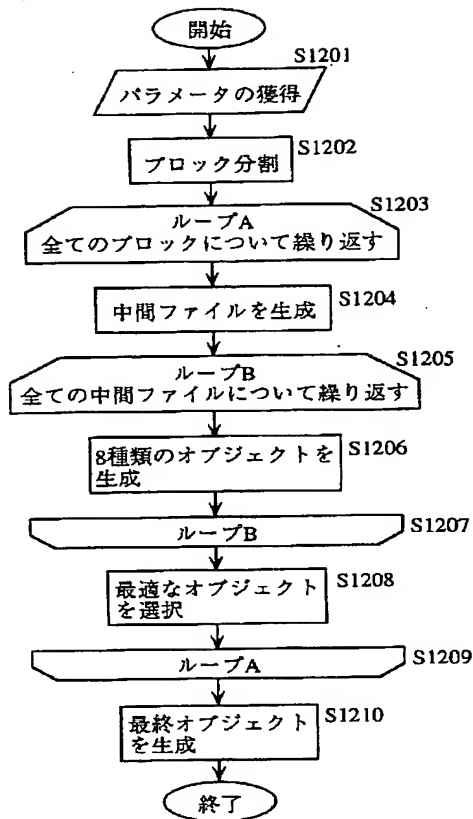 開始
S1201
パラメータの獲得
S1202
ブロック分割
S1203
ループA
全てのブロックについて繰り返す
S1204
中間ファイルを生成
S1205
ループB
全ての中間ファイルについて繰り返す
S1206
8種類のオブジェクトを
生成
S1207
ループB
S1208
最適なオブジェクト
を選択
S1209
ループA
S1210
最終オブジェクト
を生成
終了